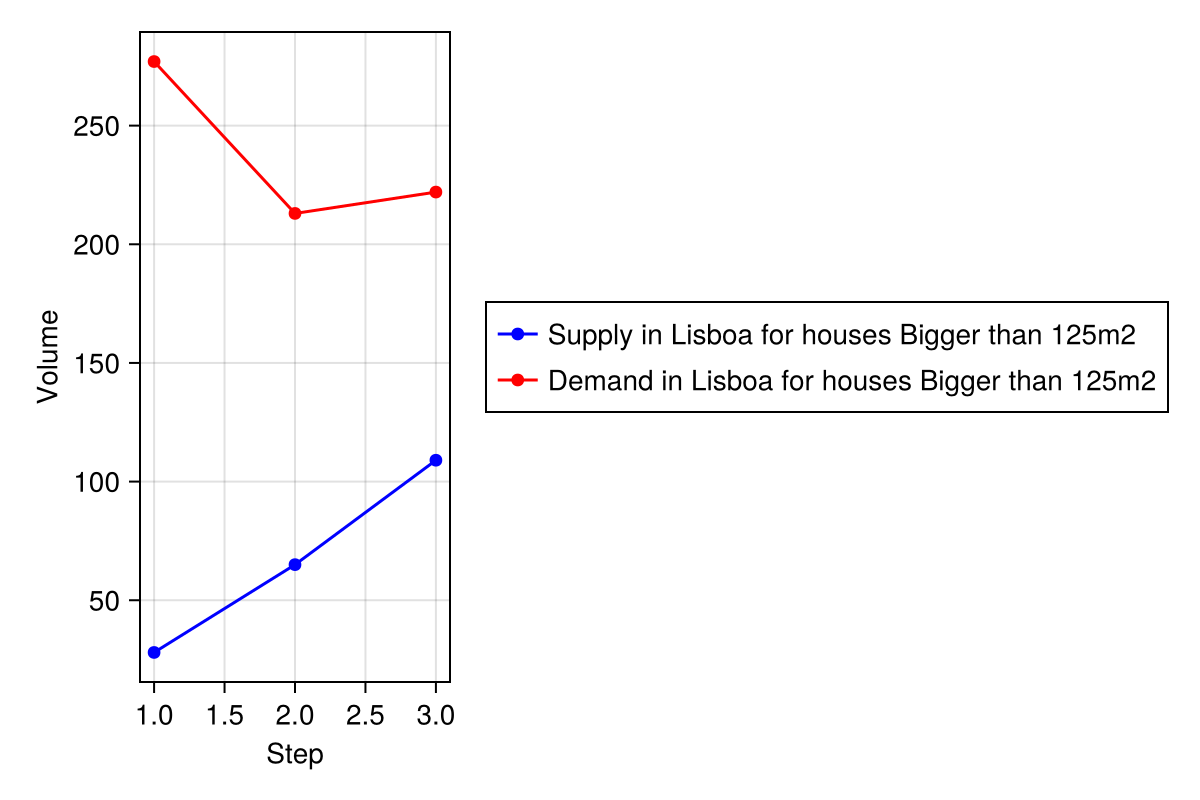 250
200
150
100
50
Volume
1.0 1.5 2.0 2.5 3.0
Step
Supply in Lisboa for houses Bigger than 125m2
Demand in Lisboa for houses Bigger than 125m2